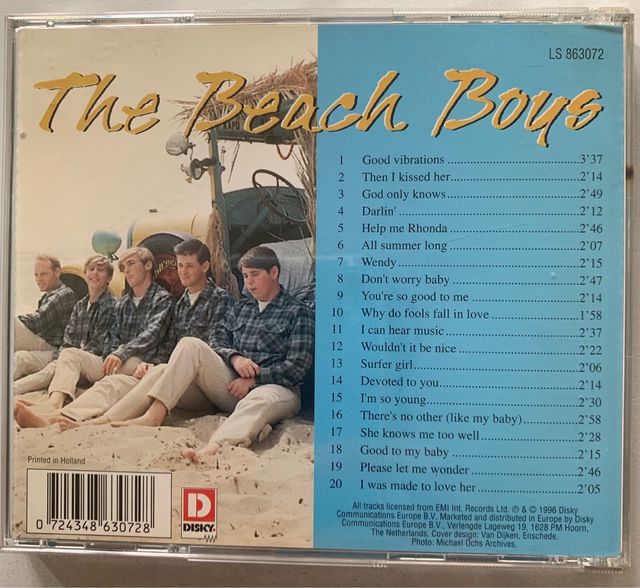 LS 863072
The Beach Boys
1 Good vibrations ........ 3'37
2 Then I kissed her ........ 2'14
3 God only knows ........ 2'49
4 Darlin' ........ 2'12
5 Help me Rhonda ........ 2'46
6 All summer long ........ 2'07
7 Wendy ........ 2'15
8 Don't worry baby ........ 2'47
9 You're so good to me ........ 2'14
10 Why do fools fall in love ........ 1'58
11 I can hear music ........ 2'37
12 Wouldn't it be nice ........ 2'22
13 Surfer girl ........ 2'06
14 Devoted to you ........ 2'14
15 I'm so young ........ 2'30
16 There's no other (like my baby) ........ 2'58
17 She knows me too well ........ 2'28
18 Good to my baby ........ 2'15
19 Please let me wonder ........ 2'46
20 I was made to love her ........ 2'05
Printed in Holland
0 724348 630728
D
DISKY
All tracks licensed from EMI Int. Records Ltd. ℗ & © 1996 Disky
Communications Europe B.V. Marketed and distributed in Europe by Disky
Communications Europe B.V., Verlengde Lageweg 19, 1628 PM Hoorn,
The Netherlands. Cover design: Van Dijken, Enschede.
Photo: Michael Ochs Archives.